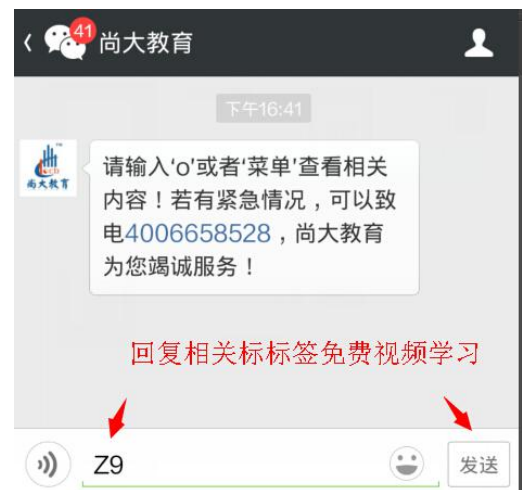 41
尚大教育
下午16:41
请输入'o'或者'菜单'查看相关
内容！若有紧急情况，可以致
电4006658528，尚大教育
为您竭诚服务！
尚大教育
回复相关标标签免费视频学习
Z9
发送